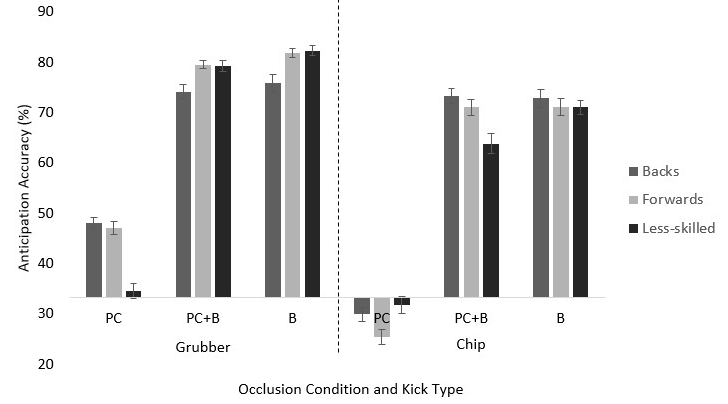 90
80
70
60
50
40
30
20
Anticipation Accuracy (%)
PC PC+B B PC PC+B B
Grubber Chip
Occlusion Condition and Kick Type
Backs
Forwards
Less-skilled